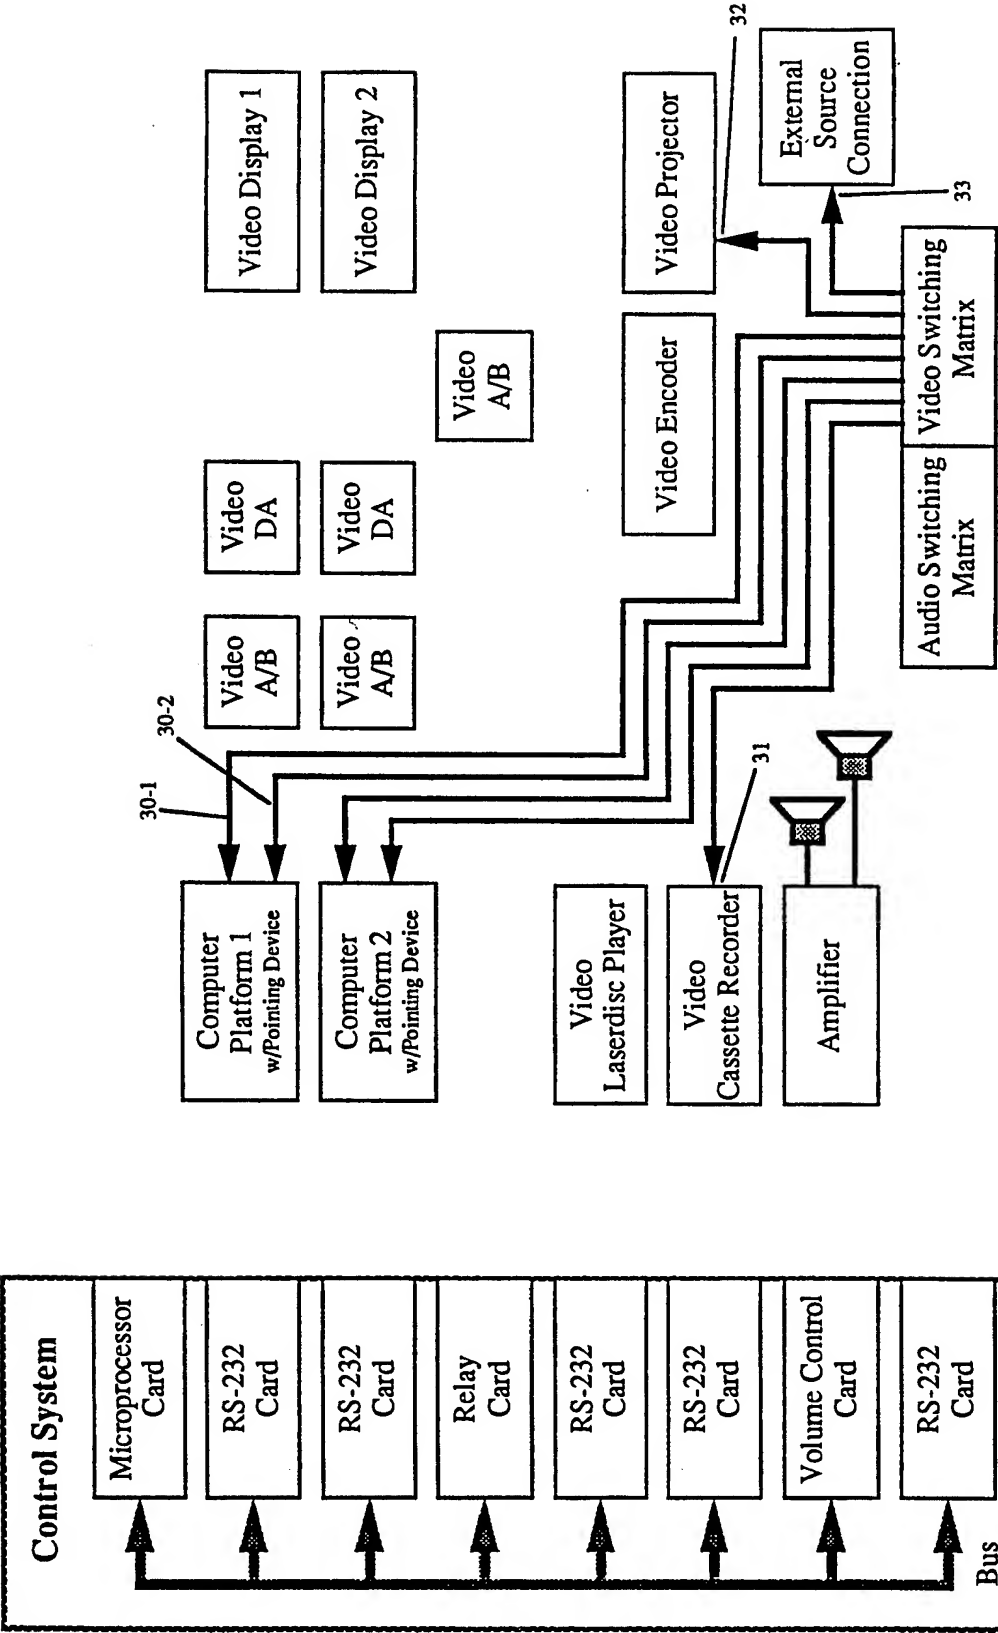 Control System
Microprocessor
Card
RS-232
Card
RS-232
Card
Relay
Card
RS-232
Card
RS-232
Card
Volume Control
Card
RS-232
Card
Bus
Computer
Platform 1
w/Pointing Device
Computer
Platform 2
w/Pointing Device
Video
Laserdisc Player
Video
Cassette Recorder
Amplifier
30-1
30-2
31
Video
A/B
Video
A/B
Video
DA
Video
DA
Video
A/B
Video Display 1
Video Display 2
Video Encoder
Video Projector
32
External
Source
Connection
33
Audio Switching
Matrix
Video Switching
Matrix